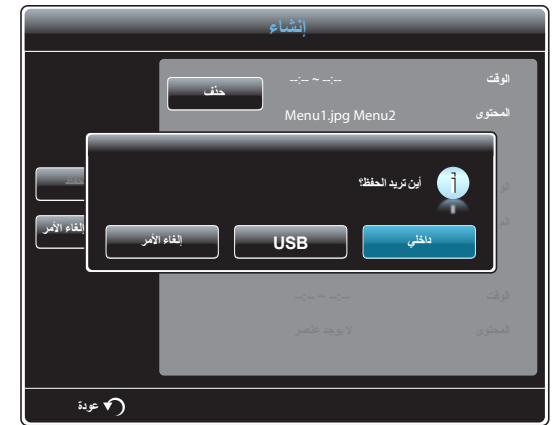 إنشاء
الوقت --:-- ~ --:--
حذف
المحتوى Menu1.jpg Menu2
أين تريد الحفظ؟
داخلي USB إلغاء الأمر
حفظ
إلغاء الأمر
الوقت --:-- ~ --:--
المحتوى لا يوجد عنصر
عودة